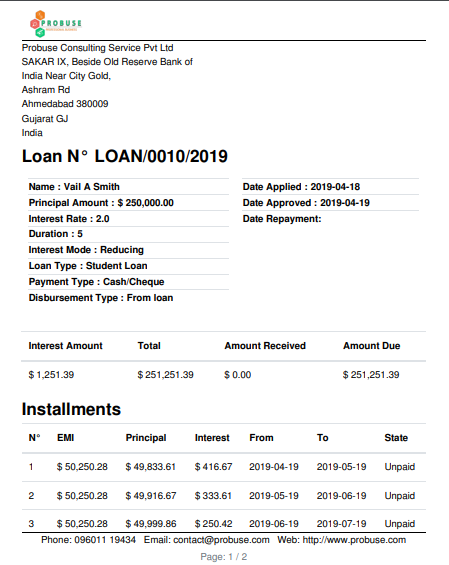 PROBUSE
Probuse Consulting Service Pvt Ltd
SAKAR IX, Beside Old Reserve Bank of
India Near City Gold,
Ashram Rd
Ahmedabad 380009
Gujarat GJ
India
Loan N° LOAN/0010/2019
Name : Vail A Smith
Date Applied : 2019-04-18
Principal Amount : $ 250,000.00
Date Approved : 2019-04-19
Interest Rate : 2.0
Date Repayment:
Duration : 5
Interest Mode : Reducing
Loan Type : Student Loan
Payment Type : Cash/Cheque
Disbursement Type : From loan
Interest Amount Total Amount Received Amount Due
$ 1,251.39 $ 251,251.39 $ 0.00 $ 251,251.39
Installments
N° EMI Principal Interest From To State
1 $ 50,250.28 $ 49,833.61 $ 416.67 2019-04-19 2019-05-19 Unpaid
2 $ 50,250.28 $ 49,916.67 $ 333.61 2019-05-19 2019-06-19 Unpaid
3 $ 50,250.28 $ 49,999.86 $ 250.42 2019-06-19 2019-07-19 Unpaid
Phone: 096011 19434 Email: contact@probuse.com Web: http://www.probuse.com
Page: 1 / 2